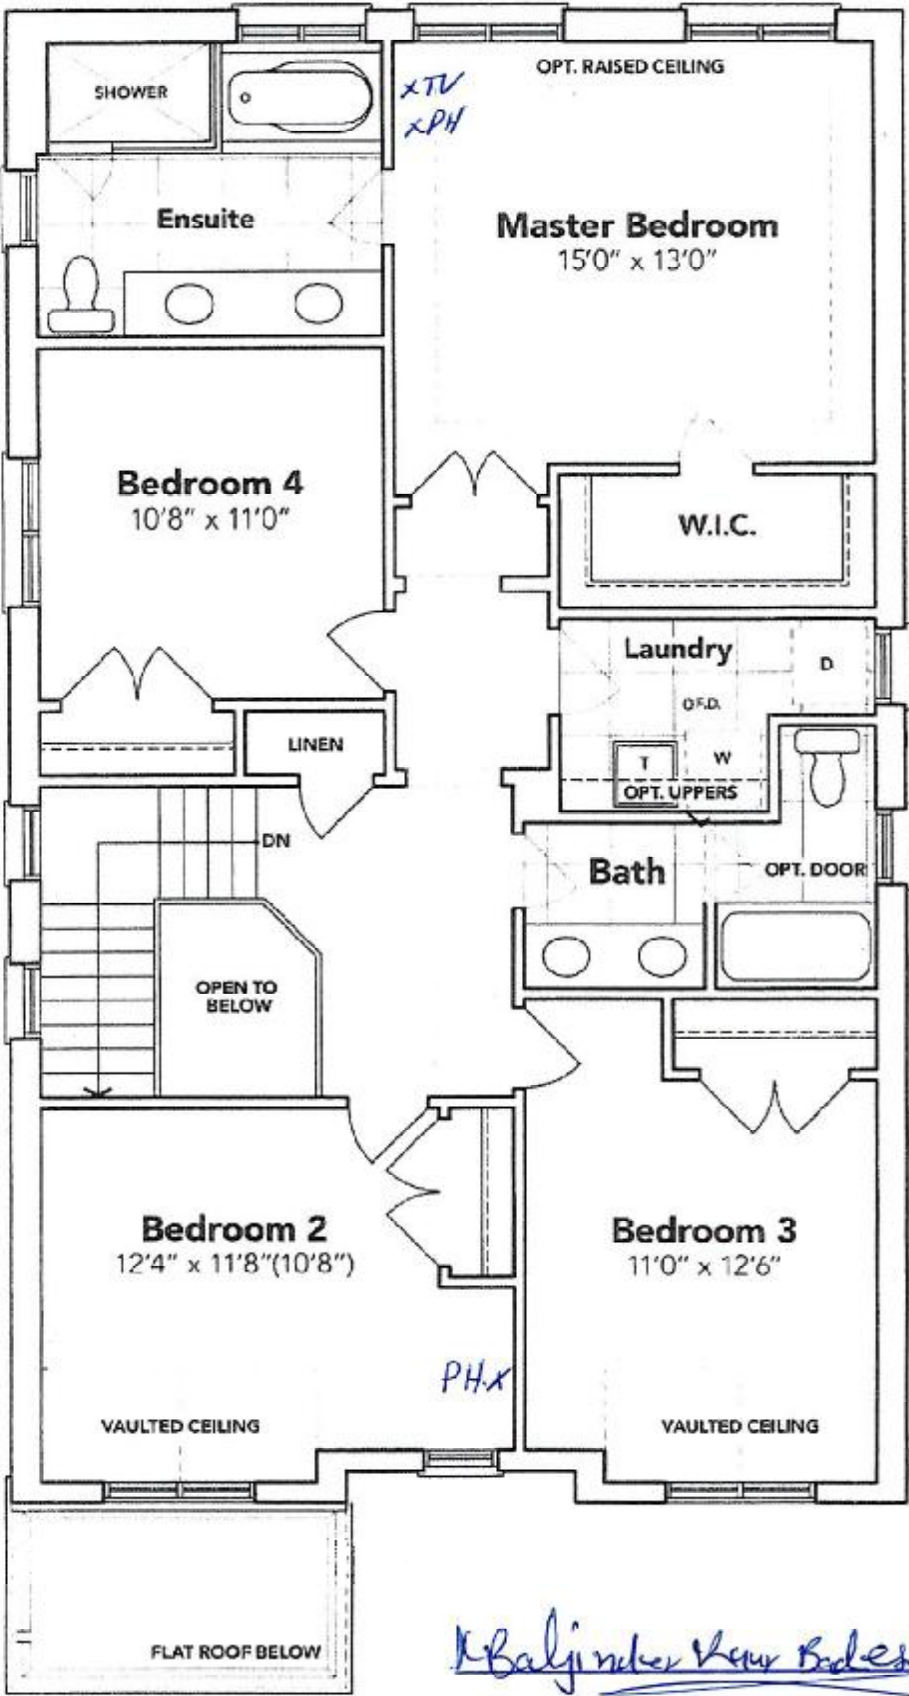 OPT. RAISED CEILING
SHOWER
xTV
xPH
Ensuite
Master Bedroom
15'0" x 13'0"
Bedroom 4
10'8" x 11'0"
W.I.C.
Laundry
D
O F.D.
LINEN
T
W
OPT. UPPERS
DN
Bath
OPT. DOOR
OPEN TO
BELOW
Bedroom 2
12'4" x 11'8"(10'8")
Bedroom 3
11'0" x 12'6"
PH.X
VAULTED CEILING
VAULTED CEILING
FLAT ROOF BELOW
Baljinder Kaur